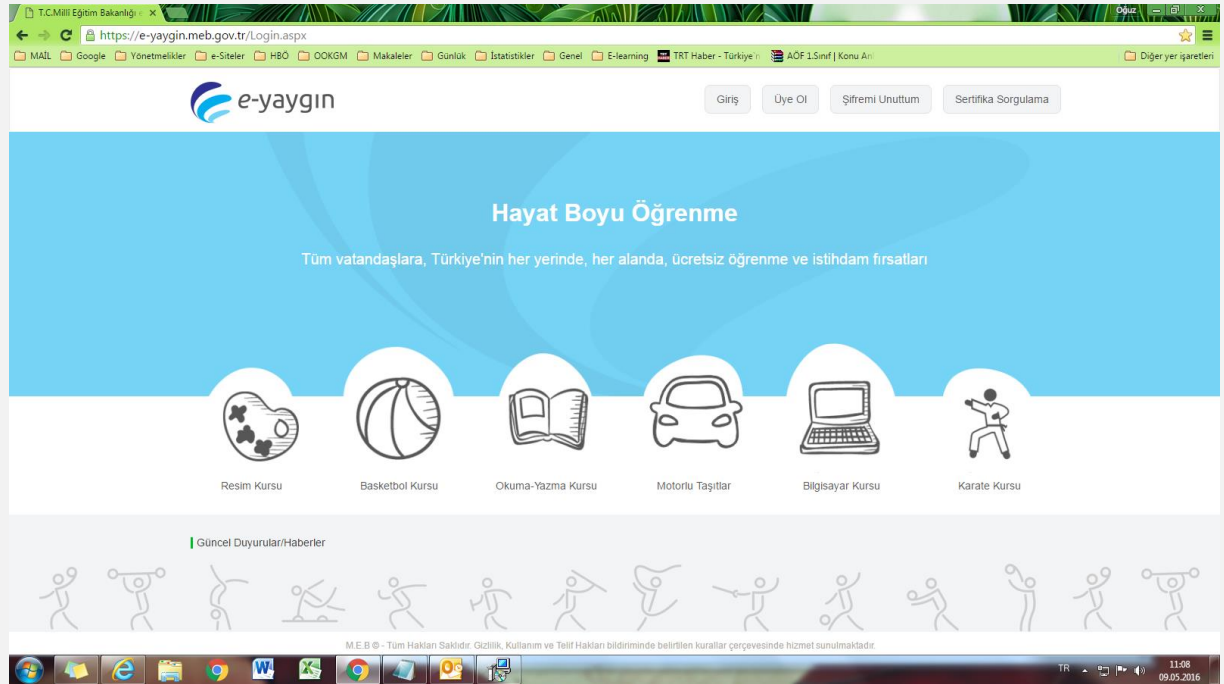 T.C.Millî Eğitim Bakanlığı
Oğuz
https://e-yaygin.meb.gov.tr/Login.aspx
MAİL Google Yönetmelikler e-Siteler HBÖ OOKGM Makaleler Günlük İstatistikler Genel E-learning TRT Haber - Türkiye'n AÖF 1.Sınıf | Konu An Diğer yer işaretleri
e-yaygın
Giriş Üye Ol Şifremi Unuttum Sertifika Sorgulama
Hayat Boyu Öğrenme
Tüm vatandaşlara, Türkiye'nin her yerinde, her alanda, ücretsiz öğrenme ve istihdam fırsatları
Resim Kursu Basketbol Kursu Okuma-Yazma Kursu Motorlu Taşıtlar Bilgisayar Kursu Karate Kursu
Güncel Duyurular/Haberler
M.E.B © - Tüm Hakları Saklıdır. Gizlilik, Kullanım ve Telif Hakları bildiriminde belirtilen kurallar çerçevesinde hizmet sunulmaktadır.
TR 11:08
09.05.2016